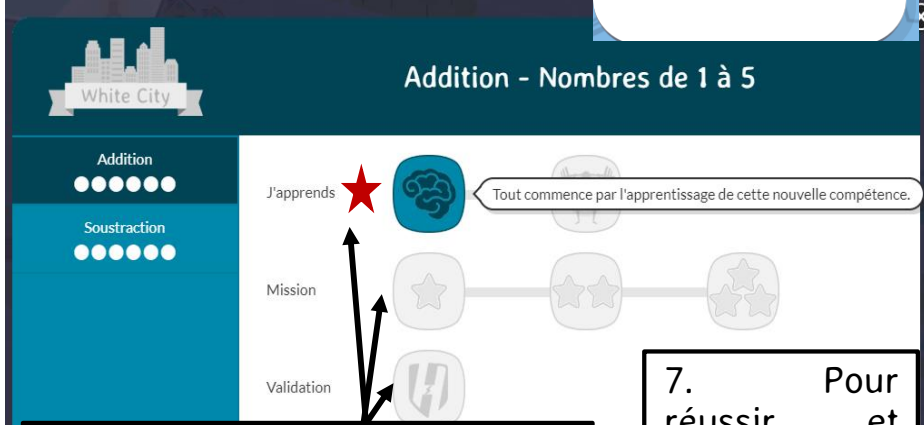 White City
Addition - Nombres de 1 à 5
Addition
Soustraction
J'apprends
Tout commence par l'apprentissage de cette nouvelle compétence.
Mission
Validation
7. Pour
réussir et